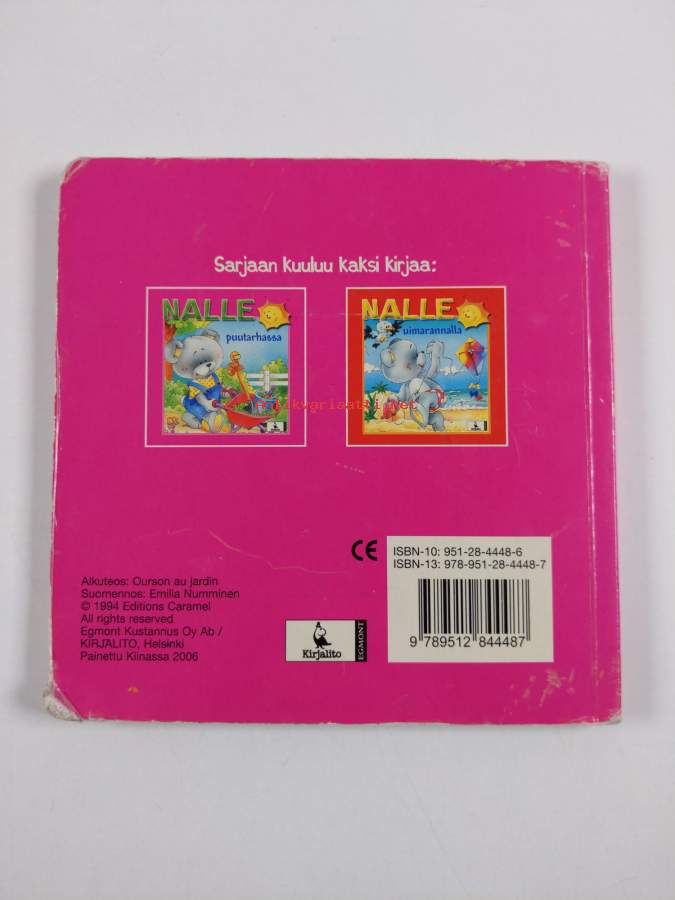 Sarjaan kuuluu kaksi kirjaa:
NALLE
puutarhassa
NALLE
uimarannalla
antikvariaatti.net
ISBN-10: 951-28-4448-6
ISBN-13: 978-951-28-4448-7
9 789512 844487
Alkuteos: Ourson au jardin
Suomennos: Emilia Numminen
© 1994 Editions Caramel
All rights reserved
Egmont Kustannus Oy Ab /
KIRJALITO, Helsinki
Painettu Kiinassa 2006
Kirjalito
EGMONT
CE